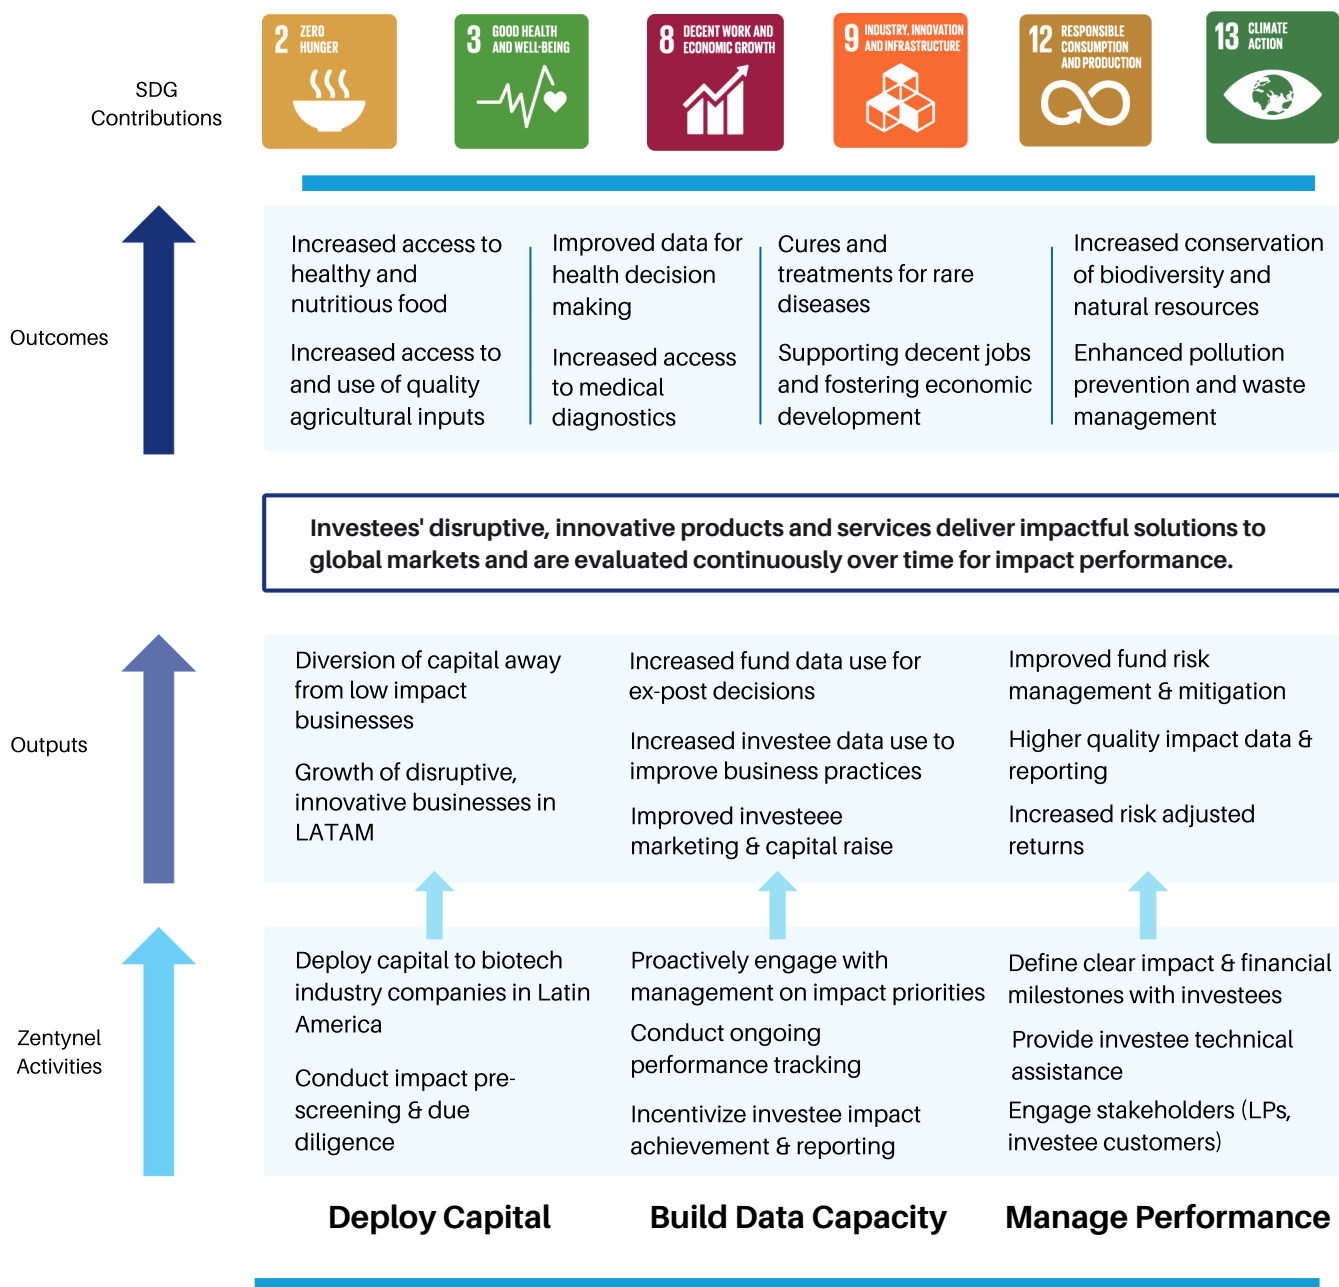 2 ZERO
HUNGER
3 GOOD HEALTH
AND WELL-BEING
8 DECENT WORK AND
ECONOMIC GROWTH
9 INDUSTRY, INNOVATION
AND INFRASTRUCTURE
12 RESPONSIBLE
CONSUMPTION
AND PRODUCTION
13 CLIMATE
ACTION
SDG
Contributions
Outcomes
Increased access to
healthy and
nutritious food
Increased access to
and use of quality
agricultural inputs
Improved data for
health decision
making
Increased access
to medical
diagnostics
Cures and
treatments for rare
diseases
Supporting decent jobs
and fostering economic
development
Increased conservation
of biodiversity and
natural resources
Enhanced pollution
prevention and waste
management
Investees' disruptive, innovative products and services deliver impactful solutions to
global markets and are evaluated continuously over time for impact performance.
Outputs
Diversion of capital away
from low impact
businesses
Growth of disruptive,
innovative businesses in
LATAM
Increased fund data use for
ex-post decisions
Increased investee data use to
improve business practices
Improved investeee
marketing & capital raise
Improved fund risk
management & mitigation
Higher quality impact data &
reporting
Increased risk adjusted
returns
Zentynel
Activities
Deploy capital to biotech
industry companies in Latin
America
Conduct impact pre-
screening & due
diligence
Proactively engage with
management on impact priorities
Conduct ongoing
performance tracking
Incentivize investee impact
achievement & reporting
Define clear impact & financial
milestones with investees
Provide investee technical
assistance
Engage stakeholders (LPs,
investee customers)
Deploy Capital
Build Data Capacity
Manage Performance